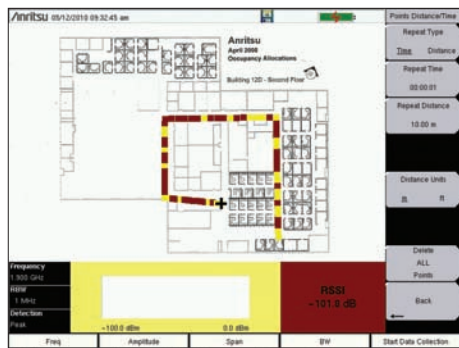 Anritsu 05/12/2010 09:32:45 am
Points Distance/Time
Repeat Type
Time Distance
Repeat Time
00:00:01
Repeat Distance
10.00 m
Distance Units
m ft
Delete
ALL
Points
Back
Anritsu
April 2008
Occupancy Allocations
Building 12D - Second Floor
Frequency
1.900 GHz
RBW
1 MHz
Detection
Peak
-100.0 dBm 0.0 dBm
RSSI
-101.8 dB
Freq Amplitude Span BW Start Data Collection